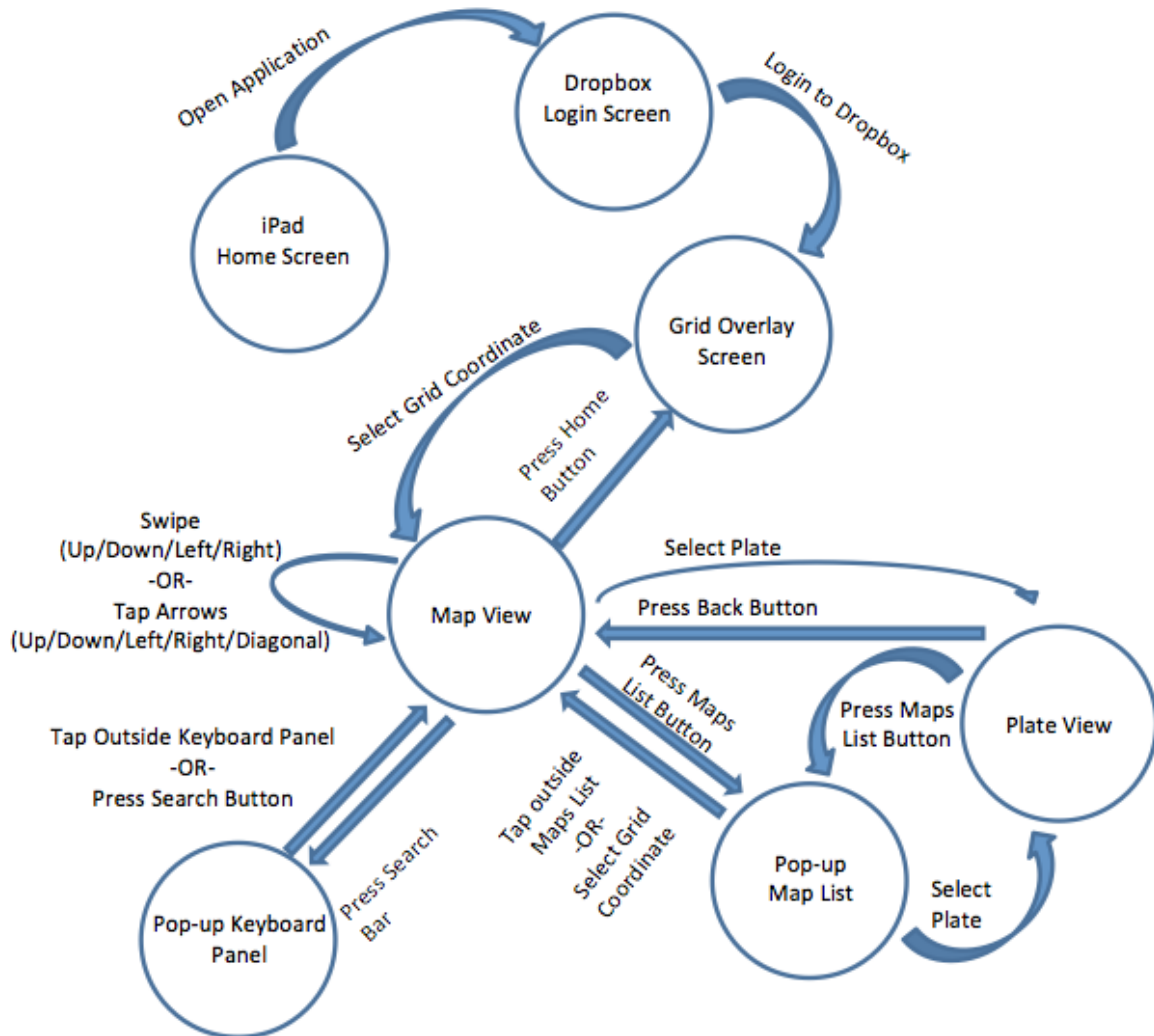 Open Application
Dropbox
Login Screen
Login to Dropbox
iPad
Home Screen
Grid Overlay
Screen
Select Grid Coordinate
Press Home
Button
Swipe
(Up/Down/Left/Right)
-OR-
Tap Arrows
(Up/Down/Left/Right/Diagonal)
Map View
Select Plate
Press Back Button
Press Maps
List Button
Press Maps
List Button
Plate View
Tap Outside Keyboard Panel
-OR-
Press Search Button
Tap outside
Maps List
-OR-
Select Grid
Coordinate
Press Search
Bar
Pop-up Map List
Select
Plate
Pop-up Keyboard
Panel